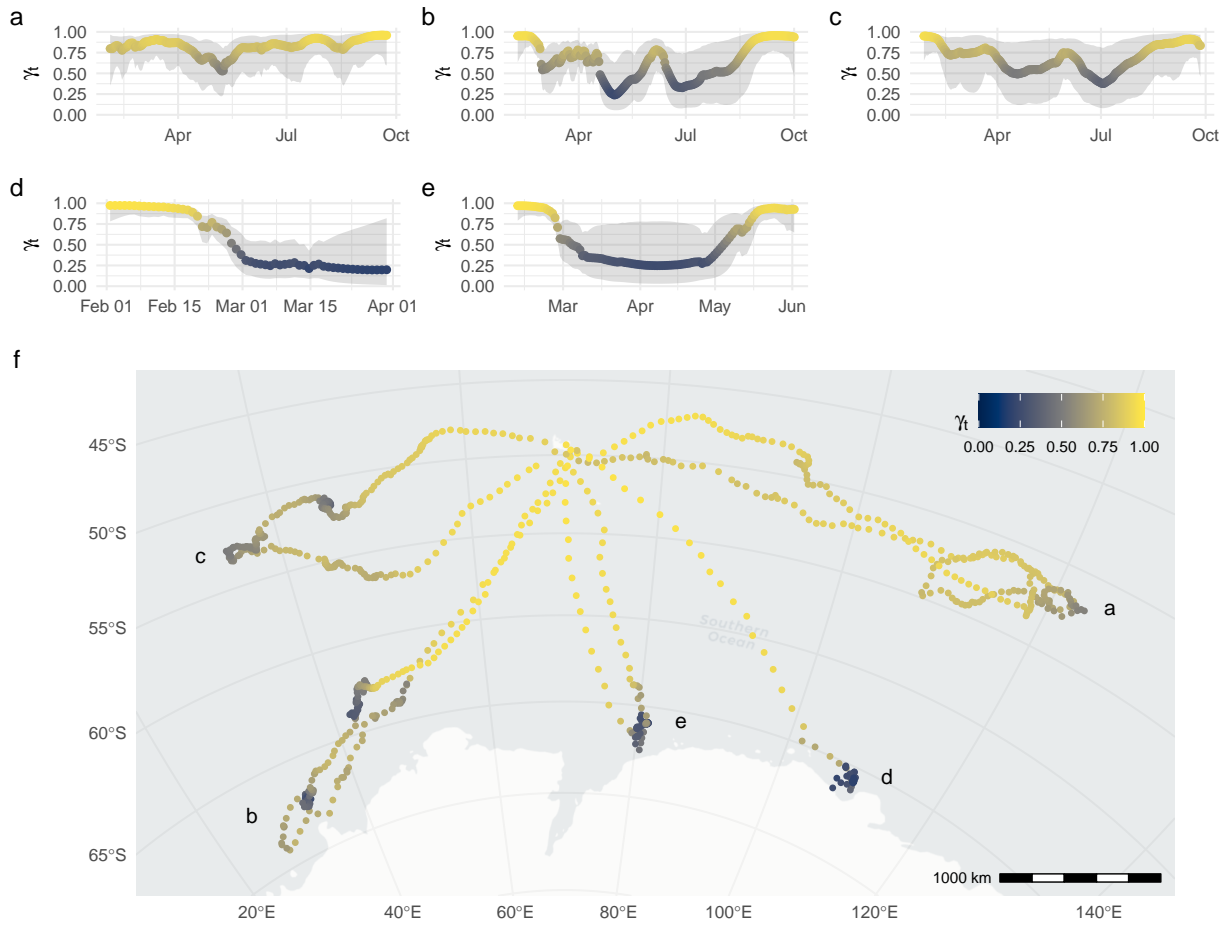 a
b
c
1.00
0.75
0.50
0.25
0.00
γt
Apr
Jul
Oct
1.00
0.75
0.50
0.25
0.00
γt
Apr
Jul
Oct
1.00
0.75
0.50
0.25
0.00
γt
Apr
Jul
Oct
d
e
1.00
0.75
0.50
0.25
0.00
γt
Feb 01
Feb 15
Mar 01
Mar 15
Apr 01
1.00
0.75
0.50
0.25
0.00
γt
Mar
Apr
May
Jun
f
γt
0.00 0.25 0.50 0.75 1.00
45°S
50°S
55°S
60°S
65°S
c
a
Southern
Ocean
e
d
b
1000 km
20°E
40°E
60°E
80°E
100°E
120°E
140°E